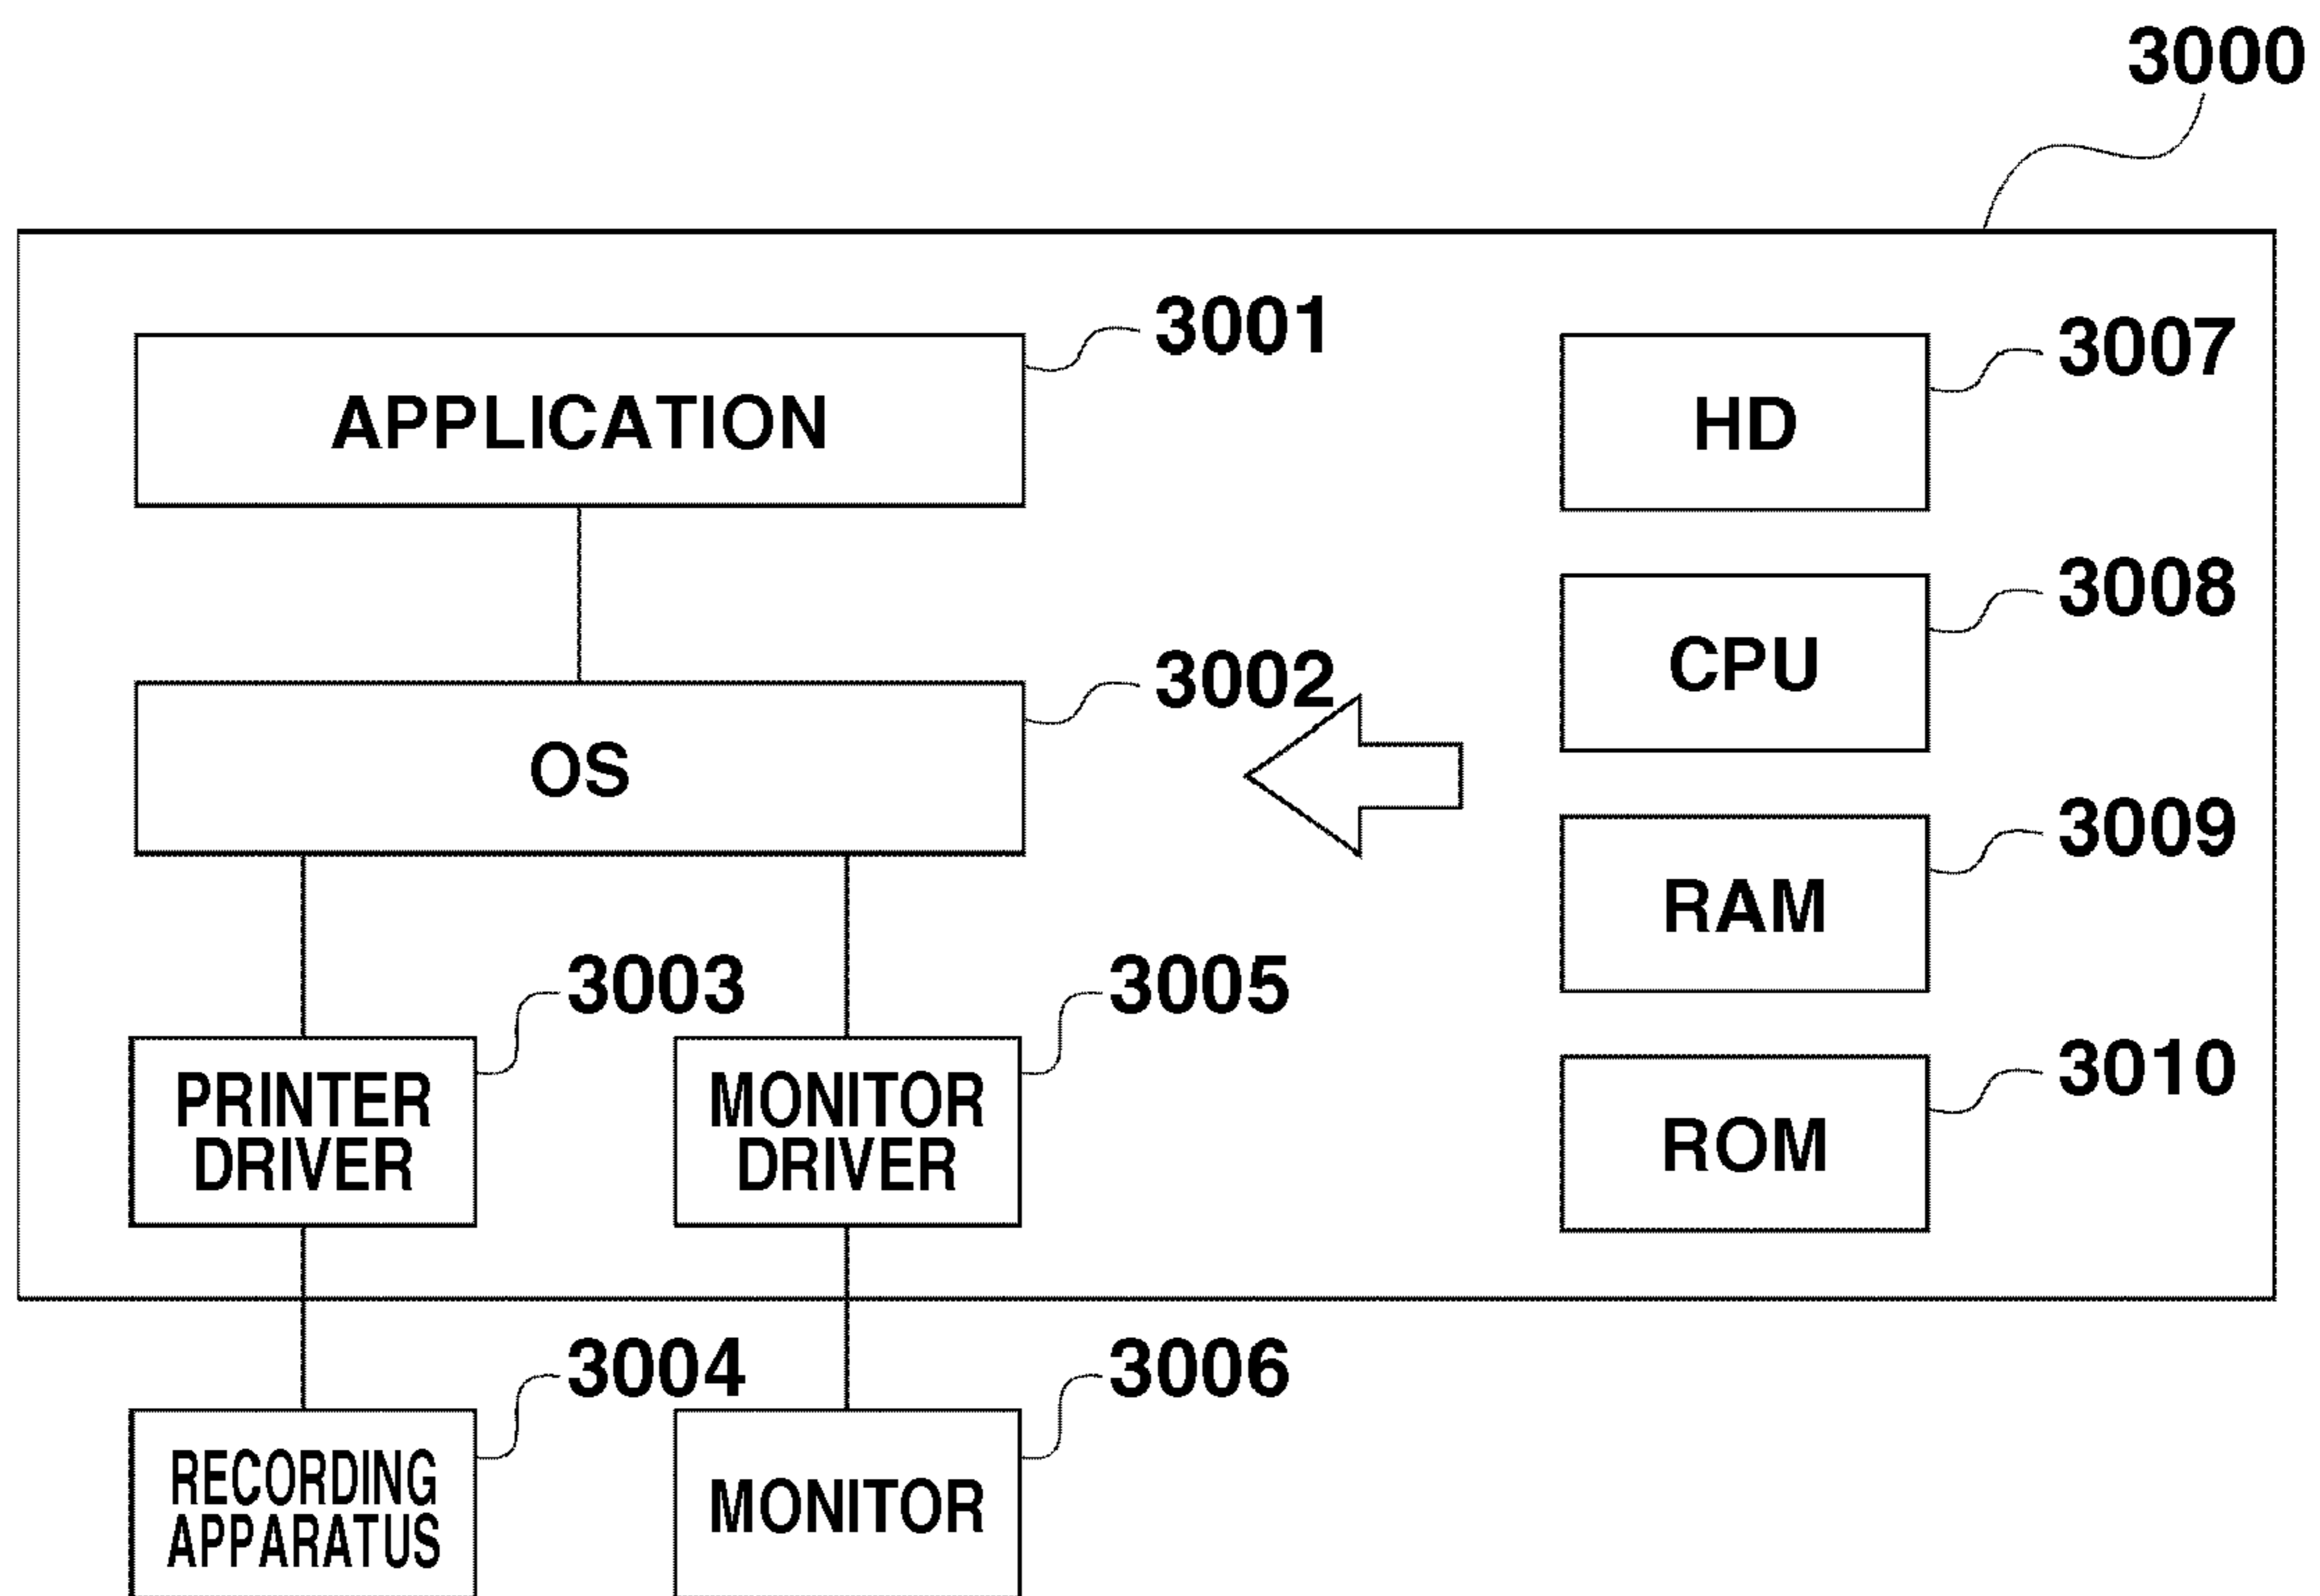 3000
3001
APPLICATION
3007
HD
3008
CPU
3002
OS
3009
RAM
3003
PRINTER
DRIVER
3005
MONITOR
DRIVER
3010
ROM
3004
RECORDING
APPARATUS
3006
MONITOR